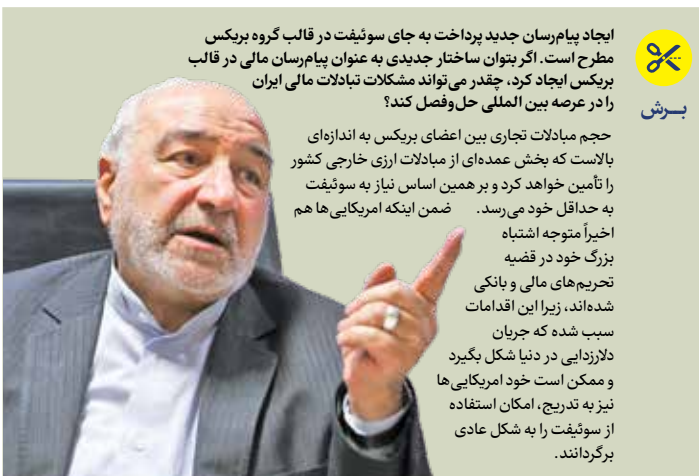 ایجاد پیام‌رسان جدید پرداخت به جای سوئیفت در قالب گروه بریکس
مطرح است. اگر بتوان ساختار جدیدی به عنوان پیام‌رسان مالی در قالب
بریکس ایجاد کرد، چقدر می‌تواند مشکلات تبادلات مالی ایران
را در عرصه بین المللی حل‌وفصل کند؟
بـرش
حجم مبادلات تجاری بین اعضای بریکس به اندازه‌ای
بالاست که بخش عمده‌ای از مبادلات ارزی خارجی کشور
را تأمین خواهد کرد و بر همین اساس نیاز به سوئیفت
به حداقل خود می‌رسد. ضمن اینکه امریکایی‌ها هم
اخیراً متوجه اشتباه
بزرگ خود در قضیه
تحریم‌های مالی و بانکی
شده‌اند، زیرا این اقدامات
سبب شده که جریان
دلارزدایی در دنیا شکل بگیرد
و ممکن است خود امریکایی‌ها
نیز به تدریج، امکان استفاده
از سوئیفت را به شکل عادی
برگردانند.